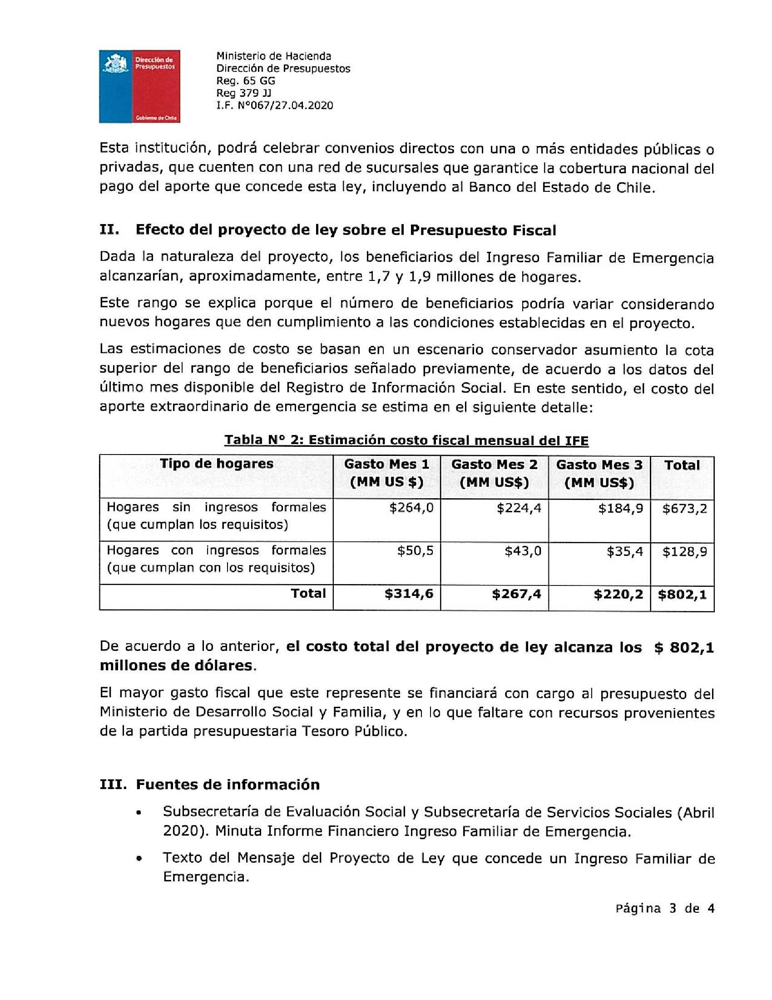 Dirección de
Presupuestos
Gobierno de Chile
Ministerio de Hacienda
Dirección de Presupuestos
Reg. 65 GG
Reg 379 JJ
I.F. N°067/27.04.2020
Esta institución, podrá celebrar convenios directos con una o más entidades públicas o
privadas, que cuenten con una red de sucursales que garantice la cobertura nacional del
pago del aporte que concede esta ley, incluyendo al Banco del Estado de Chile.
II. Efecto del proyecto de ley sobre el Presupuesto Fiscal
Dada la naturaleza del proyecto, los beneficiarios del Ingreso Familiar de Emergencia
alcanzarían, aproximadamente, entre 1,7 y 1,9 millones de hogares.
Este rango se explica porque el número de beneficiarios podría variar considerando
nuevos hogares que den cumplimiento a las condiciones establecidas en el proyecto.
Las estimaciones de costo se basan en un escenario conservador asumiento la cota
superior del rango de beneficiarios señalado previamente, de acuerdo a los datos del
último mes disponible del Registro de Información Social. En este sentido, el costo del
aporte extraordinario de emergencia se estima en el siguiente detalle:
Tabla N° 2: Estimación costo fiscal mensual del IFE
Tipo de hogares Gasto Mes 1 Gasto Mes 2 Gasto Mes 3 Total
(MM US $) (MM US$) (MM US$)
Hogares sin ingresos formales $264,0 $224,4 $184,9 $673,2
(que cumplan los requisitos)
Hogares con ingresos formales $50,5 $43,0 $35,4 $128,9
(que cumplan con los requisitos)
Total $314,6 $267,4 $220,2 $802,1
De acuerdo a lo anterior, el costo total del proyecto de ley alcanza los $ 802,1
millones de dólares.
El mayor gasto fiscal que este represente se financiará con cargo al presupuesto del
Ministerio de Desarrollo Social y Familia, y en lo que faltare con recursos provenientes
de la partida presupuestaria Tesoro Público.
III. Fuentes de información
• Subsecretaría de Evaluación Social y Subsecretaría de Servicios Sociales (Abril
2020). Minuta Informe Financiero Ingreso Familiar de Emergencia.
• Texto del Mensaje del Proyecto de Ley que concede un Ingreso Familiar de
Emergencia.
Página 3 de 4